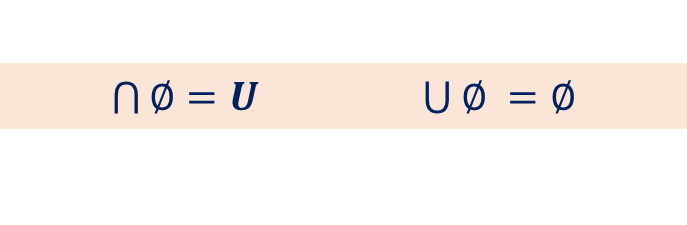 ⋂ ∅ = U ⋃ ∅ = ∅